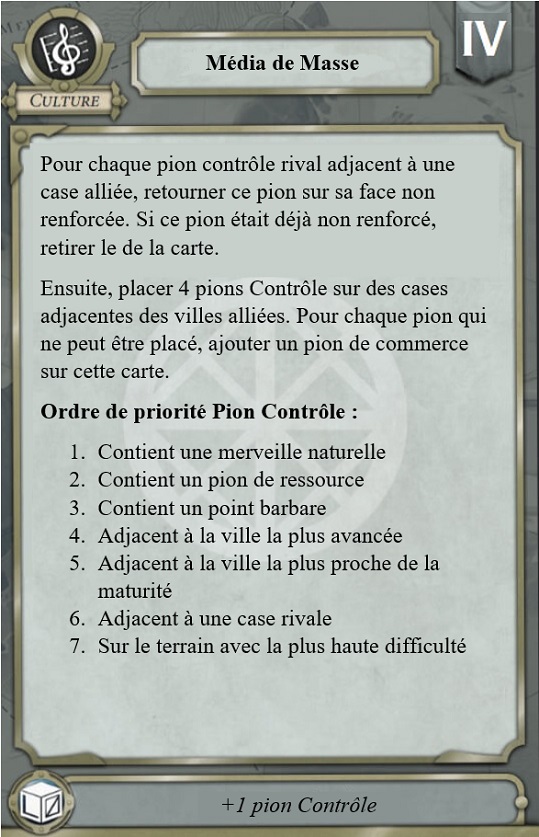 IV
Média de Masse
CULTURE
Pour chaque pion contrôle rival adjacent à une
case alliée, retourner ce pion sur sa face non
renforcée. Si ce pion était déjà non renforcé,
retirer le de la carte.
Ensuite, placer 4 pions Contrôle sur des cases
adjacentes des villes alliées. Pour chaque pion qui
ne peut être placé, ajouter un pion de commerce
sur cette carte.
Ordre de priorité Pion Contrôle :
1. Contient une merveille naturelle
2. Contient un pion de ressource
3. Contient un point barbare
4. Adjacent à la ville la plus avancée
5. Adjacent à la ville la plus proche de la
maturité
6. Adjacent à une case rivale
7. Sur le terrain avec la plus haute difficulté
+1 pion Contrôle